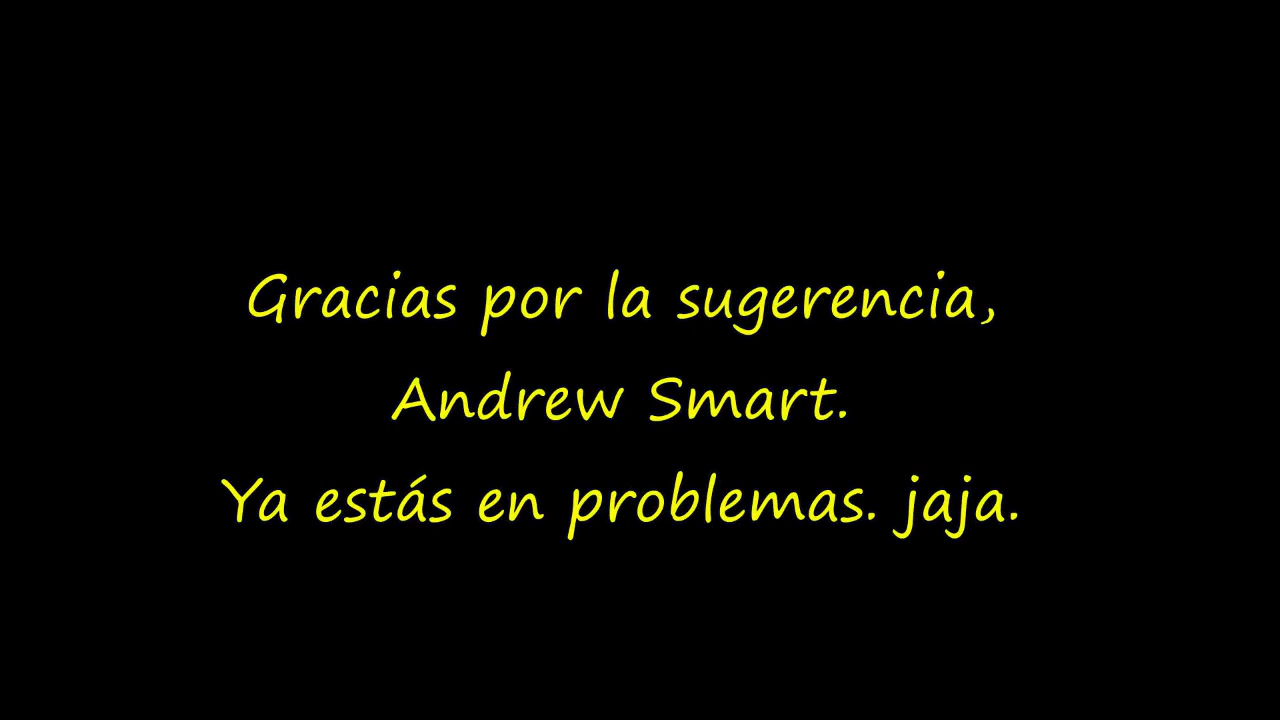 Gracias por la sugerencia,
Andrew Smart.
Ya estás en problemas. jaja.